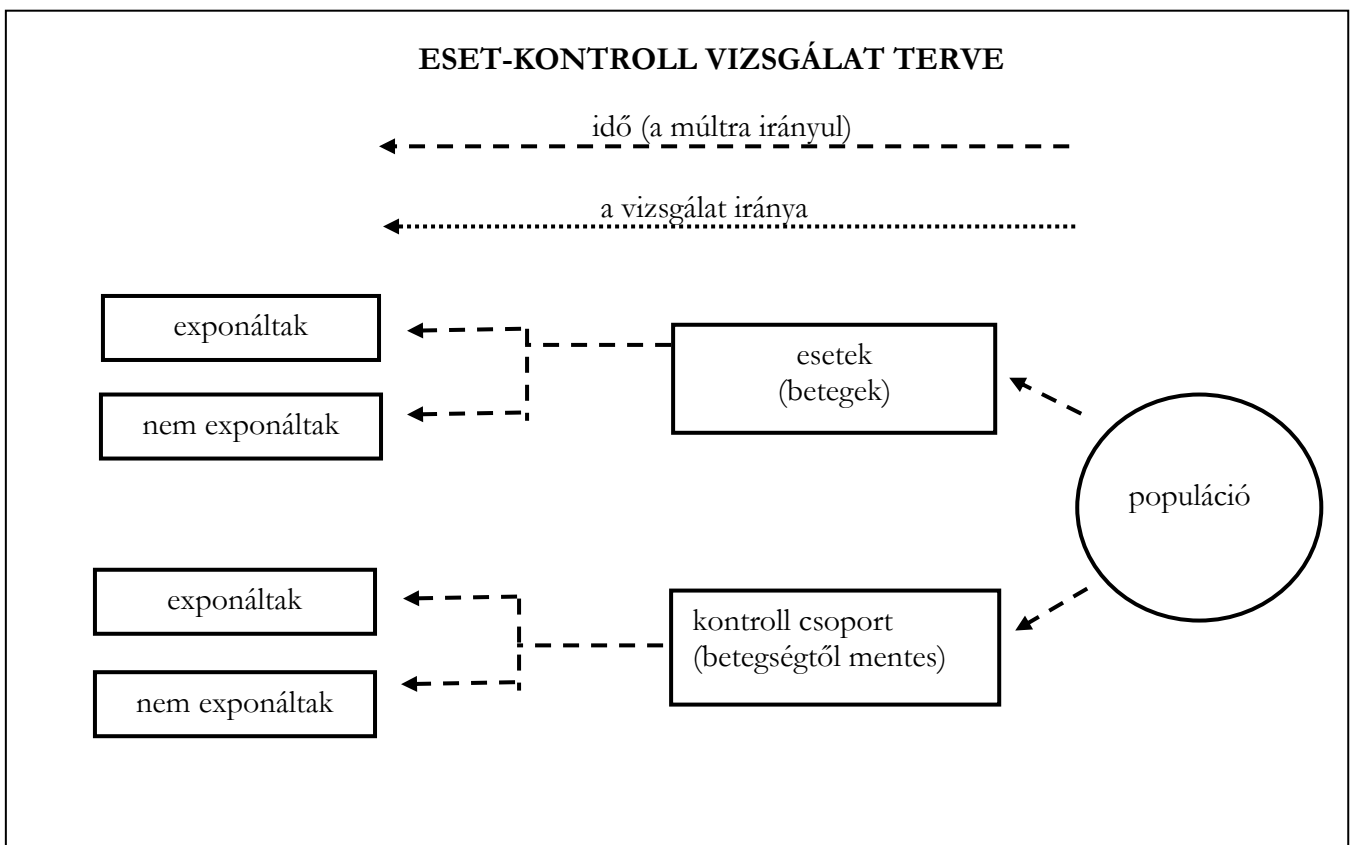 ESET-KONTROLL VIZSGÁLAT TERVE
idő (a múltra irányul)
a vizsgálat iránya
exponáltak
nem exponáltak
esetek
(betegek)
populáció
exponáltak
nem exponáltak
kontroll csoport
(betegségtől mentes)